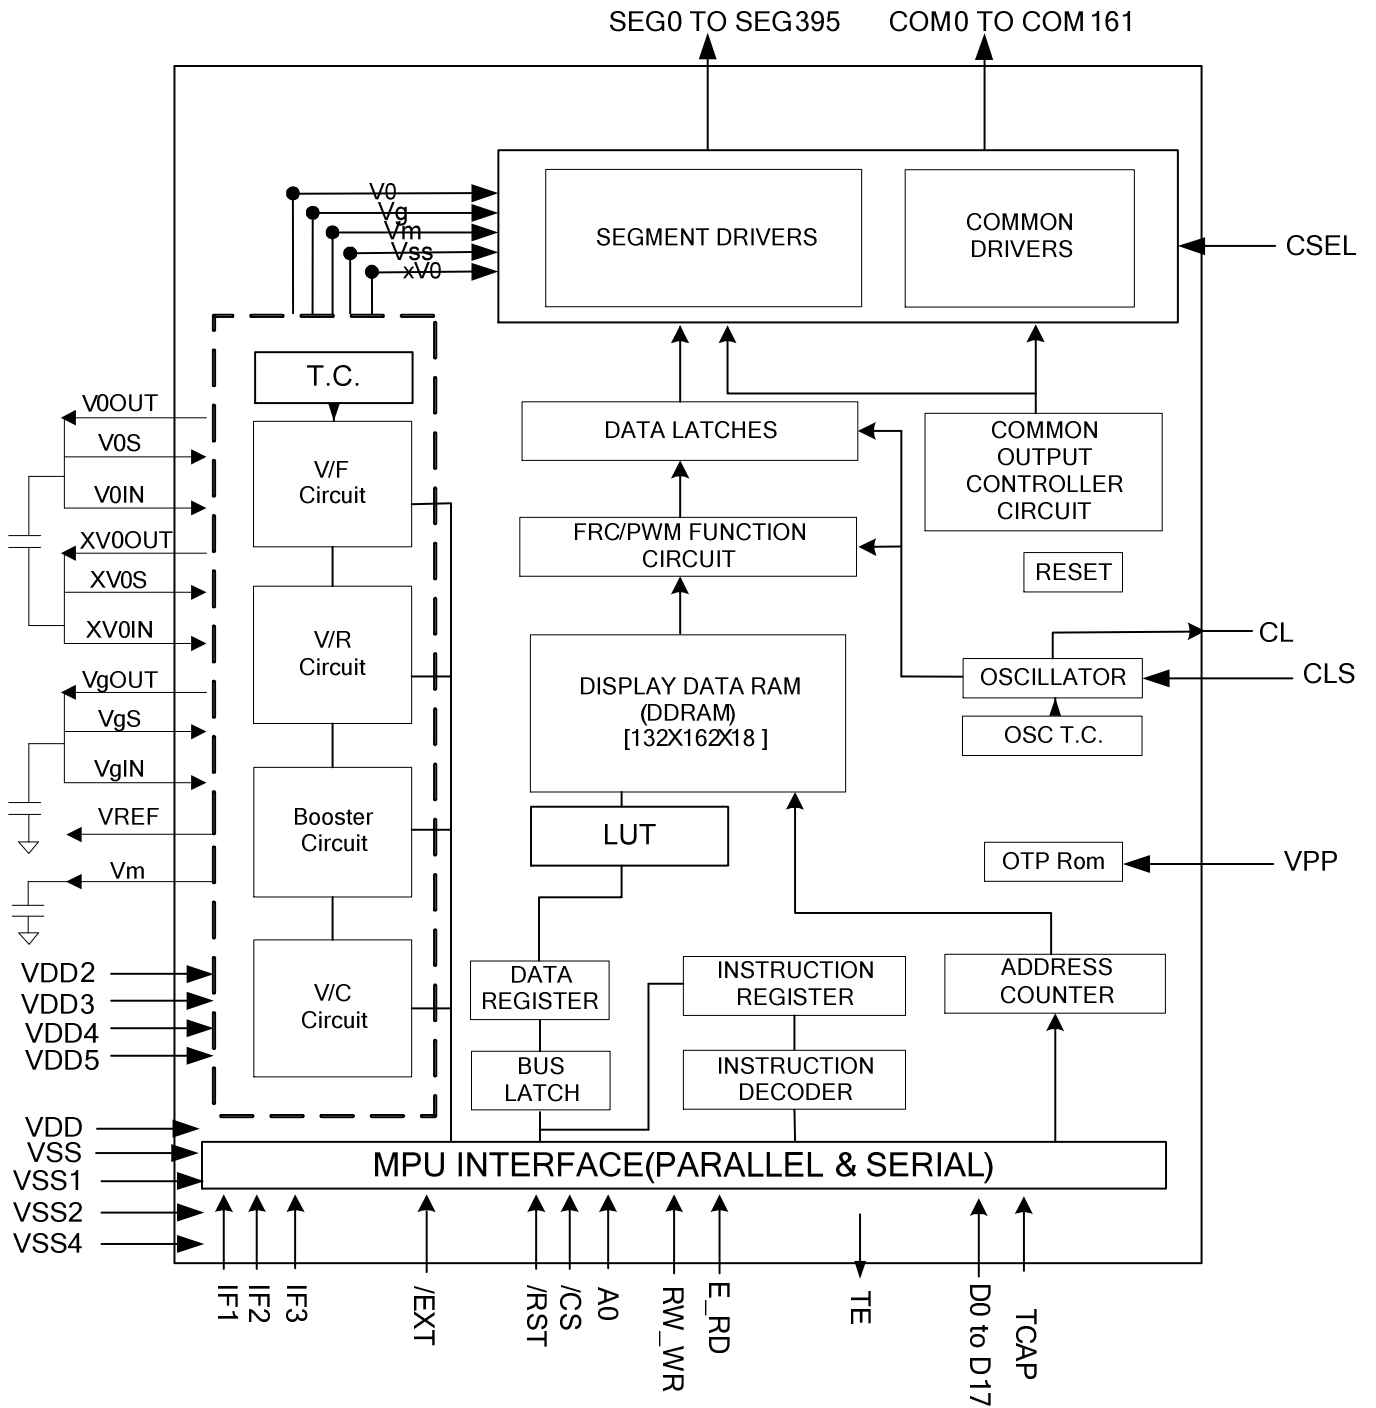 SEG0 TO SEG395
COM0 TO COM161
V0
Vg
Vm
Vss
xV0
SEGMENT DRIVERS
COMMON
DRIVERS
CSEL
T.C.
V/F
Circuit
V/R
Circuit
Booster
Circuit
V/C
Circuit
V0OUT
V0S
V0IN
XV0OUT
XV0S
XV0IN
VgOUT
VgS
VgIN
VREF
Vm
VDD2
VDD3
VDD4
VDD5
VDD
VSS
VSS1
VSS2
VSS4
DATA LATCHES
COMMON
OUTPUT
CONTROLLER
CIRCUIT
FRC/PWM FUNCTION
CIRCUIT
RESET
DISPLAY DATA RAM
(DDRAM)
[132X162X18 ]
CL
OSCILLATOR
CLS
OSC T.C.
LUT
OTP Rom
VPP
DATA
REGISTER
INSTRUCTION
REGISTER
ADDRESS
COUNTER
BUS
LATCH
INSTRUCTION
DECODER
MPU INTERFACE(PARALLEL & SERIAL)
IF1
IF2
IF3
/EXT
/RST
/CS
A0
RW_WR
E_RD
TE
D0 to D17
TCAP